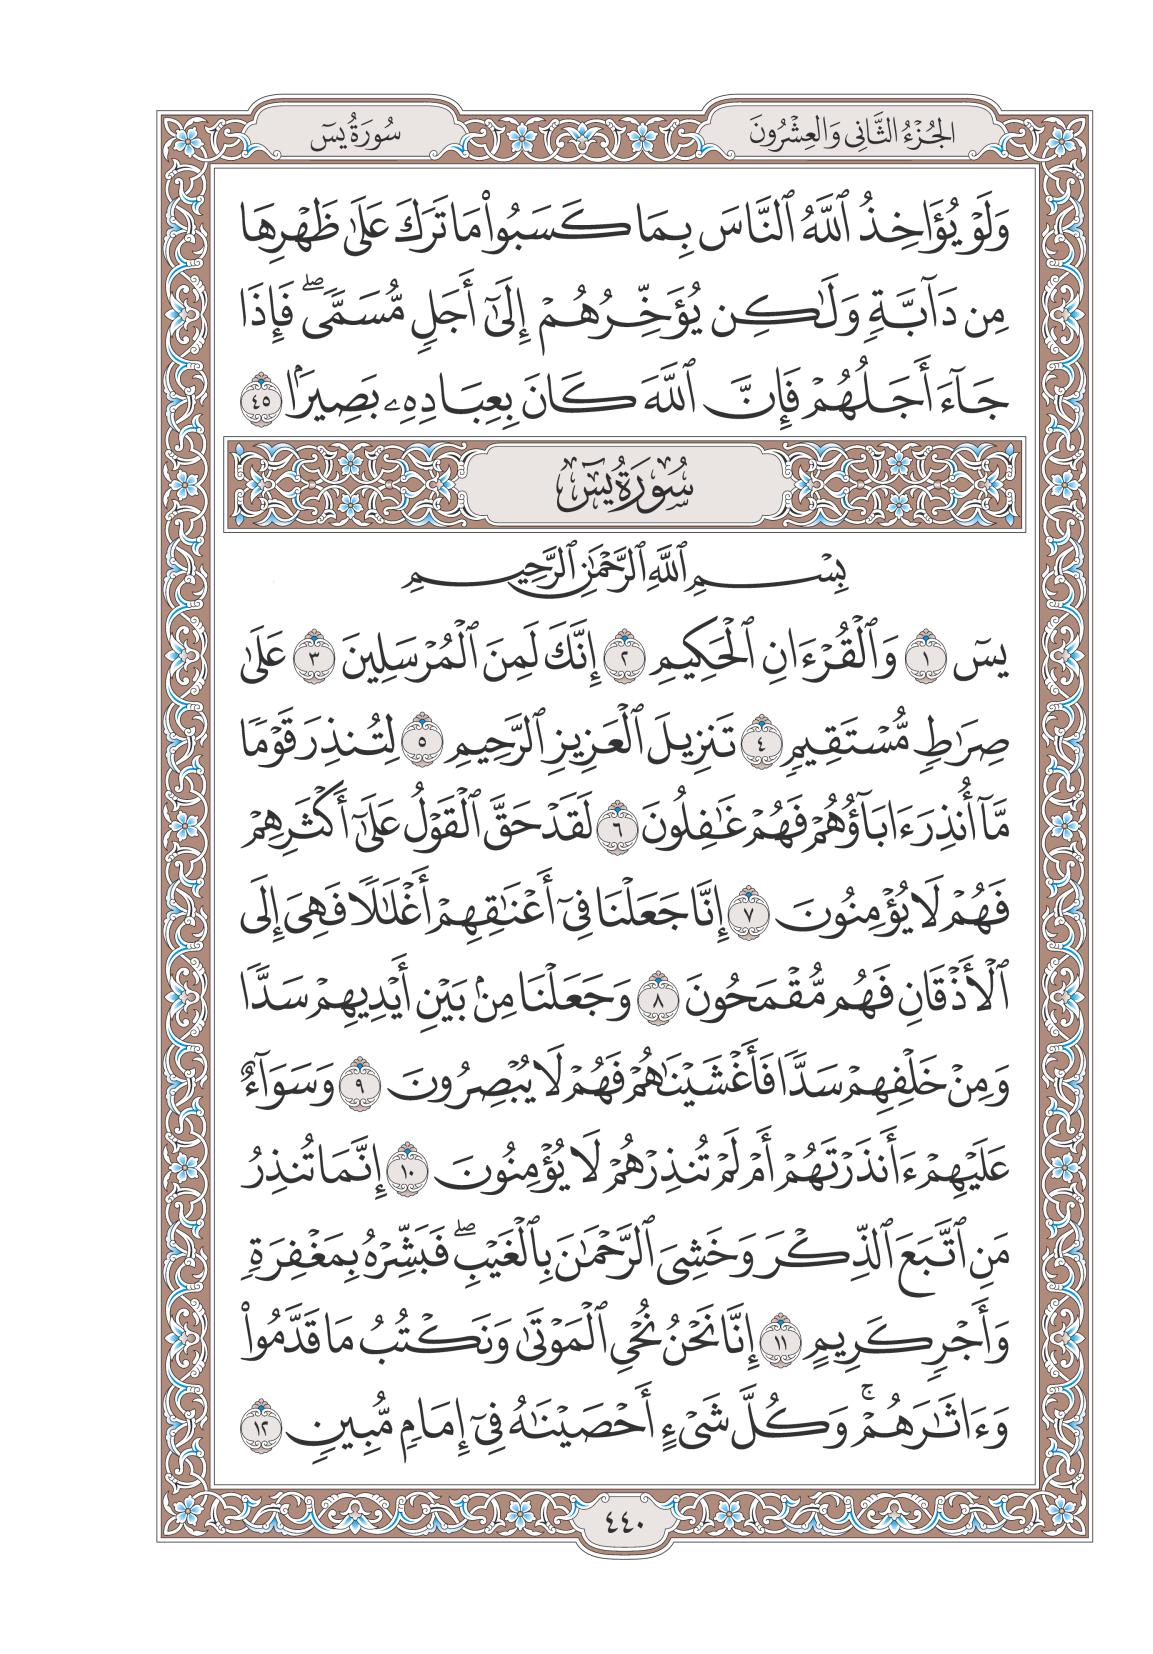 الجُزْءُ الثَّانِي وَالعِشْرُونَ
سُورَةُ يسٓ
وَلَوْ يُؤَاخِذُ ٱللَّهُ ٱلنَّاسَ بِمَا كَسَبُوا۟ مَا تَرَكَ عَلَىٰ ظَهْرِهَا
مِن دَآبَّةٍ وَلَٰكِن يُؤَخِّرُهُمْ إِلَىٰٓ أَجَلٍ مُّسَمًّى ۖ فَإِذَا
جَآءَ أَجَلُهُمْ فَإِنَّ ٱللَّهَ كَانَ بِعِبَادِهِۦ بَصِيرًۢا ٤٥
سُورَةُ يسٓ
بِسْمِ ٱللَّهِ ٱلرَّحْمَٰنِ ٱلرَّحِيمِ
يسٓ ١ وَٱلْقُرْءَانِ ٱلْحَكِيمِ ٢ إِنَّكَ لَمِنَ ٱلْمُرْسَلِينَ ٣ عَلَىٰ
صِرَٰطٍ مُّسْتَقِيمٍ ٤ تَنزِيلَ ٱلْعَزِيزِ ٱلرَّحِيمِ ٥ لِتُنذِرَ قَوْمًا
مَّآ أُنذِرَ ءَابَآؤُهُمْ فَهُمْ غَٰفِلُونَ ٦ لَقَدْ حَقَّ ٱلْقَوْلُ عَلَىٰٓ أَكْثَرِهِمْ
فَهُمْ لَا يُؤْمِنُونَ ٧ إِنَّا جَعَلْنَا فِىٓ أَعْنَٰقِهِمْ أَغْلَٰلًا فَهِىَ إِلَى
ٱلْأَذْقَانِ فَهُم مُّقْمَحُونَ ٨ وَجَعَلْنَا مِنۢ بَيْنِ أَيْدِيهِمْ سَدًّا
وَمِنْ خَلْفِهِمْ سَدًّا فَأَغْشَيْنَٰهُمْ فَهُمْ لَا يُبْصِرُونَ ٩ وَسَوَآءٌ
عَلَيْهِمْ ءَأَنذَرْتَهُمْ أَمْ لَمْ تُنذِرْهُمْ لَا يُؤْمِنُونَ ١٠ إِنَّمَا تُنذِرُ
مَنِ ٱتَّبَعَ ٱلذِّكْرَ وَخَشِىَ ٱلرَّحْمَٰنَ بِٱلْغَيْبِ ۖ فَبَشِّرْهُ بِمَغْفِرَةٍ
وَأَجْرٍ كَرِيمٍ ١١ إِنَّا نَحْنُ نُحْىِ ٱلْمَوْتَىٰ وَنَكْتُبُ مَا قَدَّمُوا۟
وَءَاثَٰرَهُمْ ۚ وَكُلَّ شَىْءٍ أَحْصَيْنَٰهُ فِىٓ إِمَامٍ مُّبِينٍ ١٢
٤٤٠